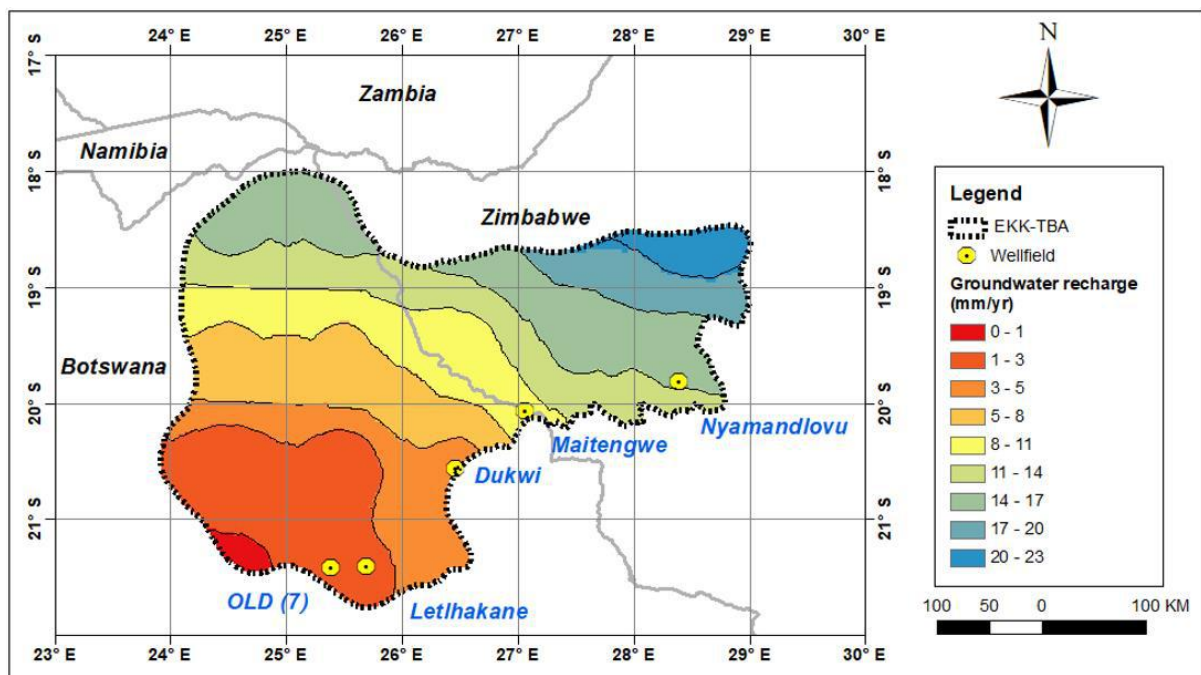 24° E 25° E 26° E 27° E 28° E 29° E 30° E
N
17° S
Zambia
Namibia
18° S
Zimbabwe
19° S
Botswana
20° S
Nyamandlovu
Maitengwe
Dukwi
21° S
OLD (7)
Letlhakane
23° E 24° E 25° E 26° E 27° E 28° E 29° E 30° E
17° S
18° S
19° S
20° S
21° S
Legend
EKK-TBA
Wellfield
Groundwater recharge
(mm/yr)
0 - 1
1 - 3
3 - 5
5 - 8
8 - 11
11 - 14
14 - 17
17 - 20
20 - 23
100 50 0 100 KM